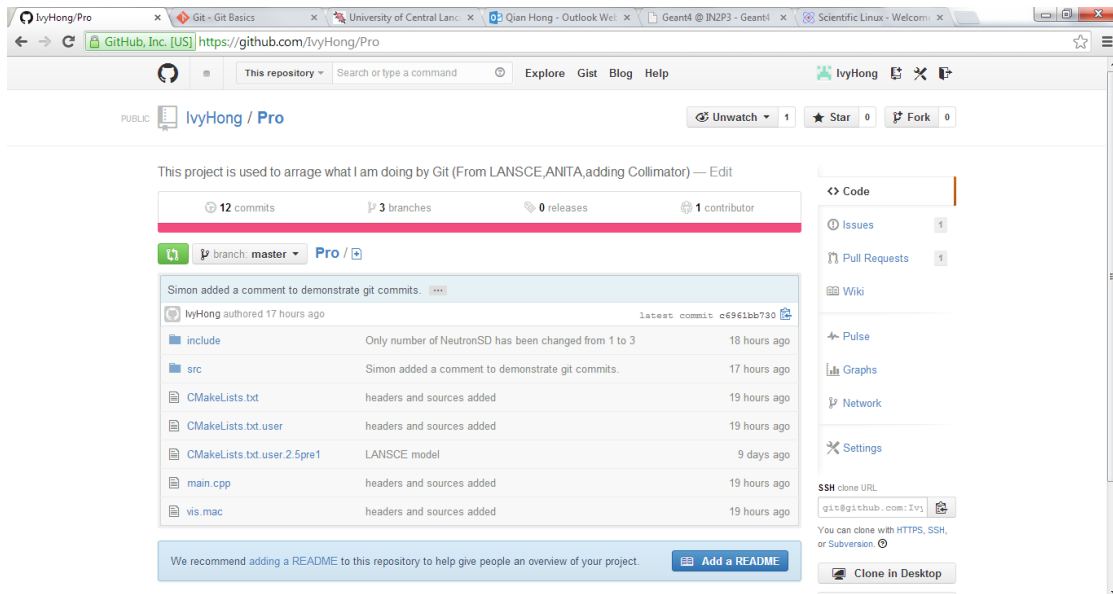 IvyHong/Pro
Git - Git Basics
University of Central Lanc
Qian Hong - Outlook Web
Geant4 @ IN2P3 - Geant4
Scientific Linux - Welcom
GitHub, Inc. [US] https://github.com/IvyHong/Pro
This repository Search or type a command Explore Gist Blog Help IvyHong
PUBLIC IvyHong / Pro Unwatch 1 Star 0 Fork 0
This project is used to arrage what I am doing by Git (From LANSCE,ANITA,adding Collimator) — Edit
12 commits 3 branches 0 releases 1 contributor
branch: master Pro /
Simon added a comment to demonstrate git commits. ...
IvyHong authored 17 hours ago latest commit c6961bb730
include Only number of NeutronSD has been changed from 1 to 3 18 hours ago
src Simon added a comment to demonstrate git commits. 17 hours ago
CMakeLists.txt headers and sources added 19 hours ago
CMakeLists.txt.user headers and sources added 19 hours ago
CMakeLists.txt.user.2.5pre1 LANSCE model 9 days ago
main.cpp headers and sources added 19 hours ago
vis.mac headers and sources added 19 hours ago
We recommend adding a README to this repository to help give people an overview of your project. Add a README
Code
Issues 1
Pull Requests 1
Wiki
Pulse
Graphs
Network
Settings
SSH clone URL
git@github.com:Ivy
You can clone with HTTPS, SSH,
or Subversion.
Clone in Desktop